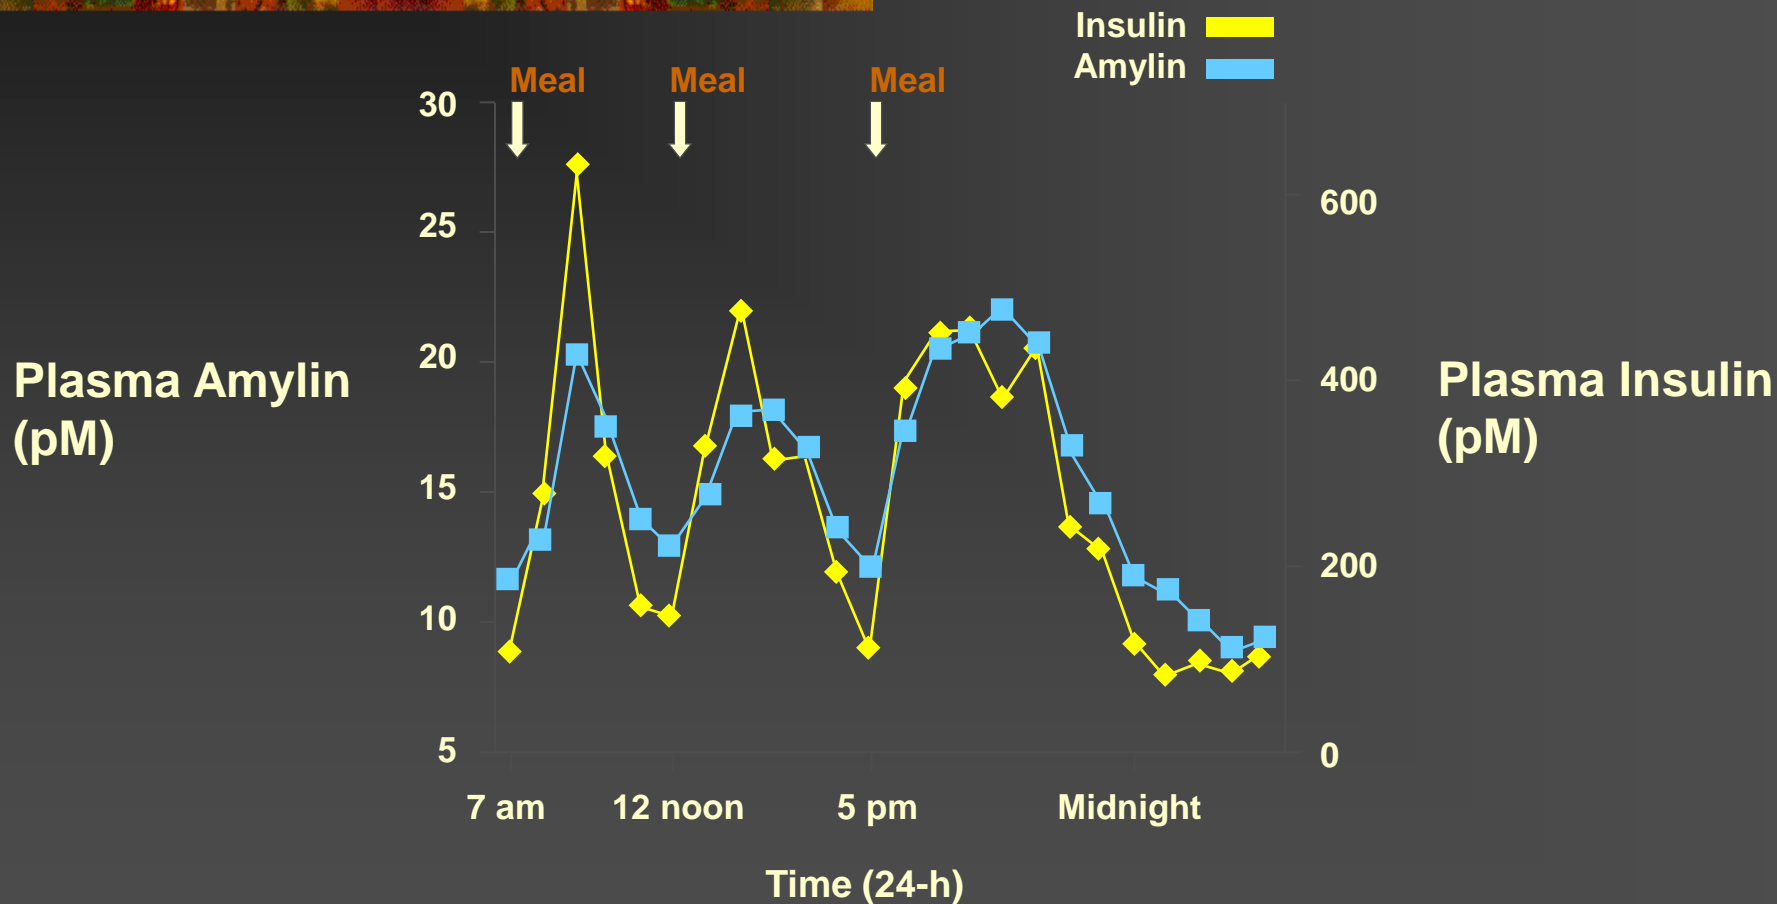 Insulin
Amylin
Meal Meal Meal
30
25
20
15
10
5
Plasma Amylin
(pM)
600
400
200
0
Plasma Insulin
(pM)
7 am 12 noon 5 pm Midnight
Time (24-h)